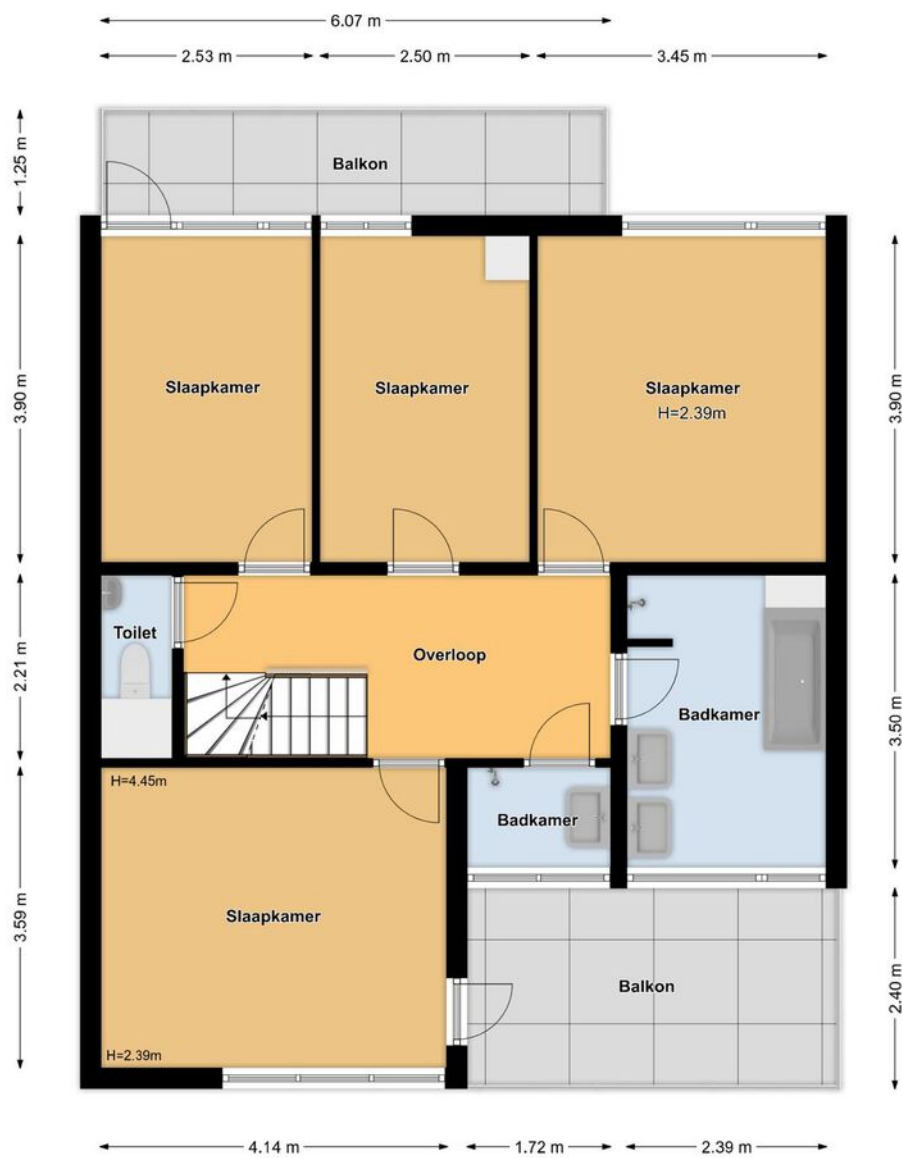 6.07 m
2.53 m
2.50 m
3.45 m
1.25 m
Balkon
3.90 m
Slaapkamer
Slaapkamer
Slaapkamer
H=2.39m
3.90 m
2.21 m
Toilet
Overloop
Badkamer
3.50 m
H=4.45m
Badkamer
3.59 m
Slaapkamer
Balkon
2.40 m
H=2.39m
4.14 m
1.72 m
2.39 m